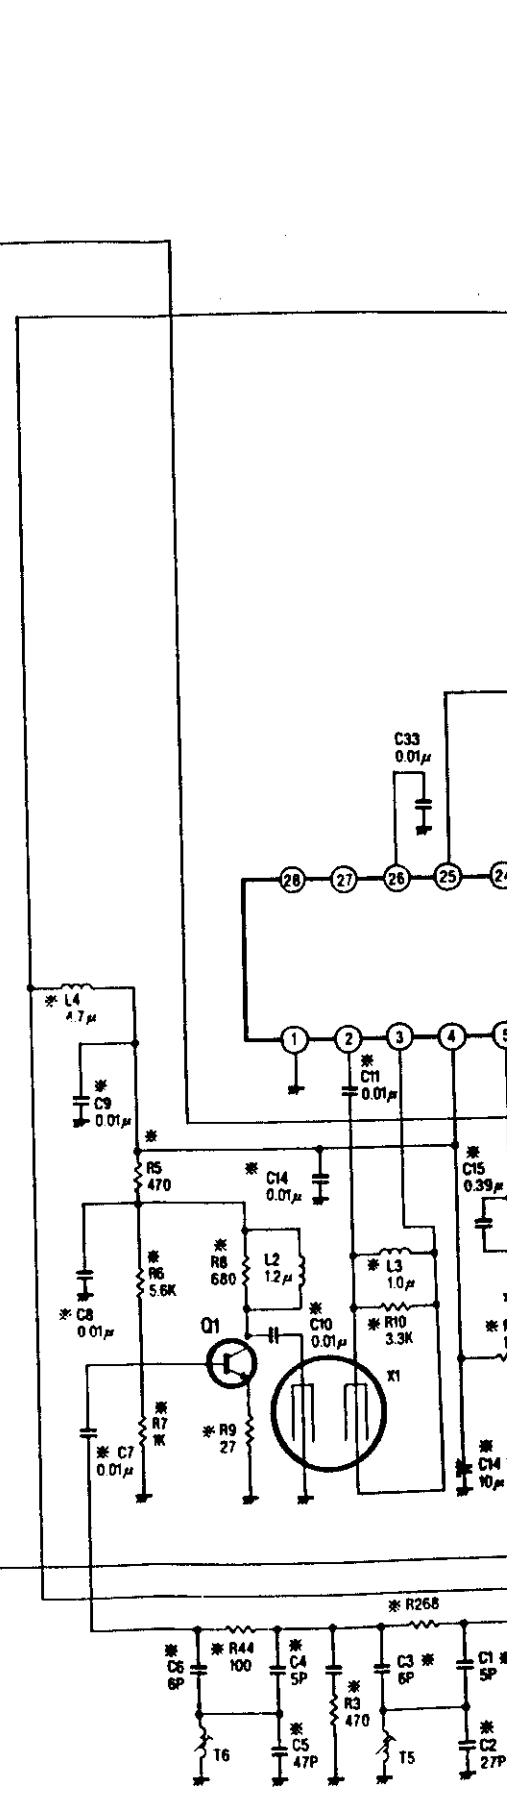 C33
0.01μ
28
27
26
25
24
※ L4
4.7μ
1
2
3
4
5
※
C11
0.01μ
※
C9
0.01μ
※
R5
470
※ C14
0.01μ
※
C15
0.39μ
※
R6
5.6K
※
R8
680
L2
1.2μ
※ L3
1.0μ
※ C8
0.01μ
Q1
※
C10
0.01μ
※ R10
3.3K
X1
※
R7
1K
※ R9
27
※ C7
0.01μ
※
C14
10μ
※ R268
※
C6
6P
※ R44
100
※
C4
5P
C3 ※
6P
※
C1
5P
※
R3
470
T6
※
C5
47P
T5
※
C2
27P